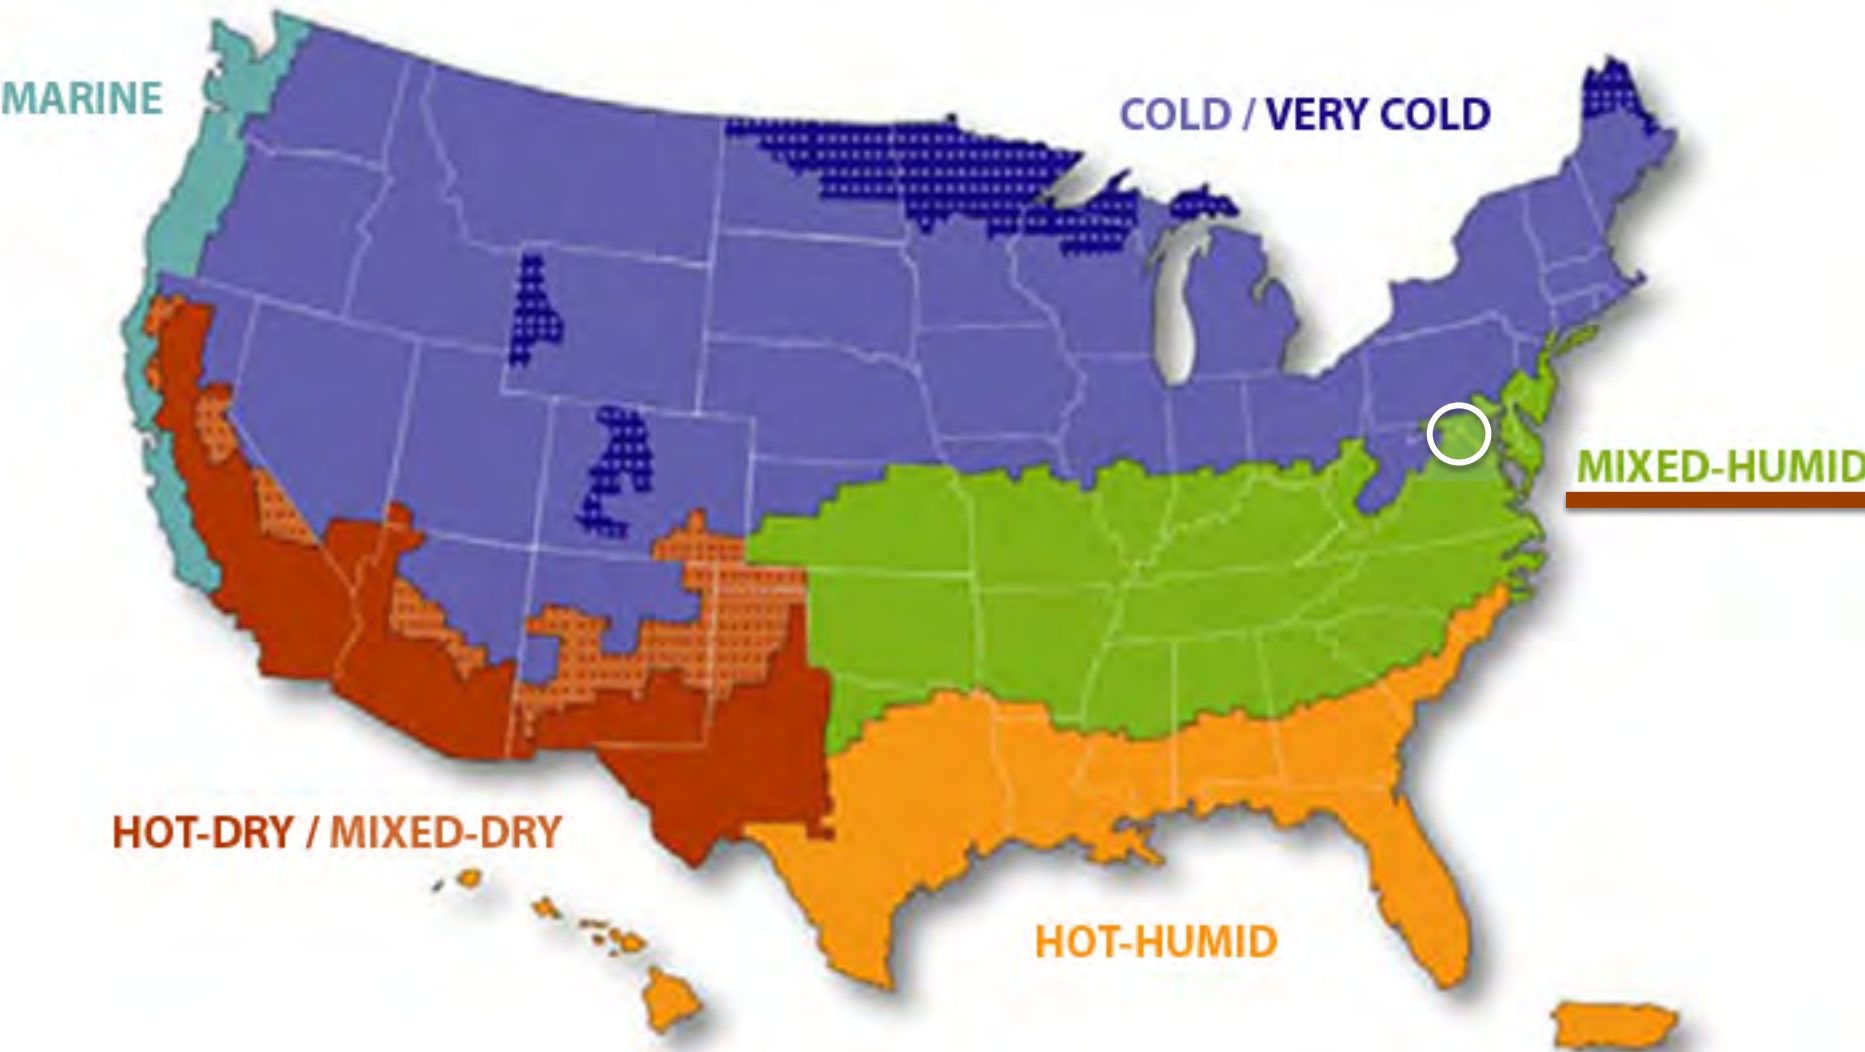 MARINE
COLD / VERY COLD
MIXED-HUMID
HOT-DRY / MIXED-DRY
HOT-HUMID